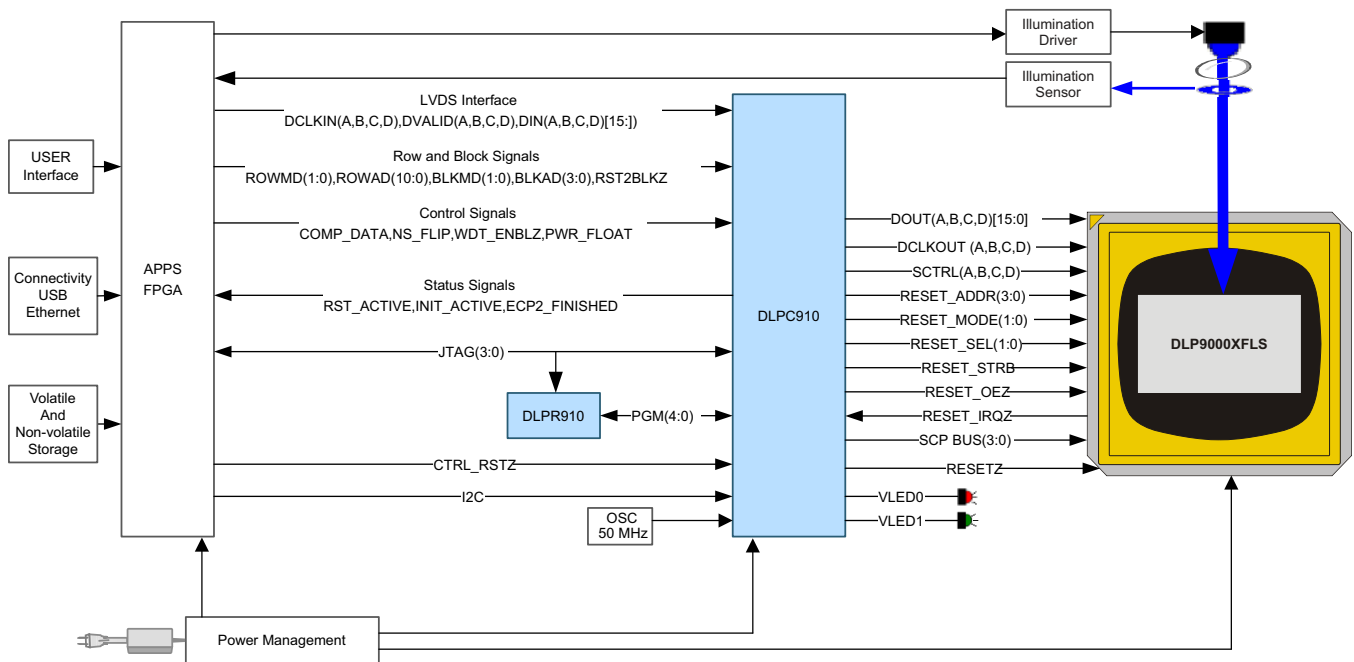 Illumination
Driver
Illumination
Sensor
LVDS Interface
DCLKIN(A,B,C,D),DVALID(A,B,C,D),DIN(A,B,C,D)[15:])
USER
Interface
Row and Block Signals
ROWMD(1:0),ROWAD(10:0),BLKMD(1:0),BLKAD(3:0),RST2BLKZ
Control Signals
COMP_DATA,NS_FLIP,WDT_ENBLZ,PWR_FLOAT
Connectivity
USB
Ethernet
APPS
FPGA
Status Signals
RST_ACTIVE,INIT_ACTIVE,ECP2_FINISHED
JTAG(3:0)
DLPR910
PGM(4:0)
Volatile
And
Non-volatile
Storage
CTRL_RSTZ
I2C
OSC
50 MHz
DLPC910
DOUT(A,B,C,D)[15:0]
DCLKOUT (A,B,C,D)
SCTRL(A,B,C,D)
RESET_ADDR(3:0)
RESET_MODE(1:0)
RESET_SEL(1:0)
RESET_STRB
RESET_OEZ
RESET_IRQZ
SCP BUS(3:0)
RESETZ
VLED0
VLED1
DLP9000XFLS
Power Management